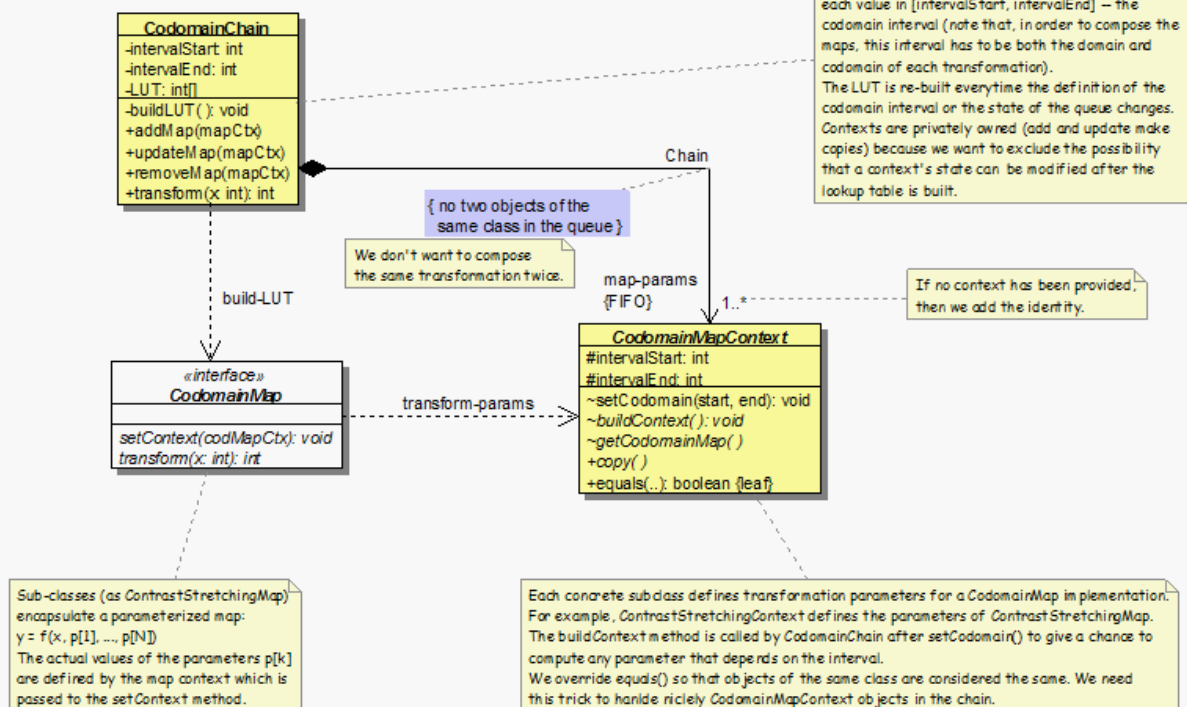 each value in [intervalStart, intervalEnd] -- the
codomain interval (note that, in order to compose the
maps, this interval has to be both the domain and
codomain of each transformation).
The LUT is re-built everytime the definition of the
codomain interval or the state of the queue changes.
Contexts are privately owned (add and update make
copies) because we want to exclude the possibility
that a context's state can be modified after the
lookup table is built.
CodomainChain
-intervalStart: int
-intervalEnd: int
-LUT: int[]
-buildLUT( ): void
+addMap(mapCtx)
+updateMap(mapCtx)
+removeMap(mapCtx)
+transform(x: int): int
Chain
{ no two objects of the
same class in the queue }
We don't want to compose
the same transformation twice.
map-params
{FIFO}
1..*
If no context has been provided,
then we add the identity.
build-LUT
CodomainMapContext
#intervalStart: int
#intervalEnd: int
~setCodomain(start, end): void
~buildContext( ): void
~getCodomainMap( )
+copy( )
+equals(..): boolean {leaf}
«interface»
CodomainMap
setContext(codMapCtx): void
transform(x: int): int
transform-params
Sub-classes (as ContrastStretchingMap)
encapsulate a parameterized map:
y = f(x, p[1], ..., p[N])
The actual values of the parameters p[k]
are defined by the map context which is
passed to the setContext method.
Each concrete subclass defines transformation parameters for a CodomainMap implementation.
For example, ContrastStretchingContext defines the parameters of ContrastStretchingMap.
The buildContext method is called by CodomainChain after setCodomain() to give a chance to
compute any parameter that depends on the interval.
We override equals() so that objects of the same class are considered the same. We need
this trick to hanlde niclely CodomainMapContext objects in the chain.